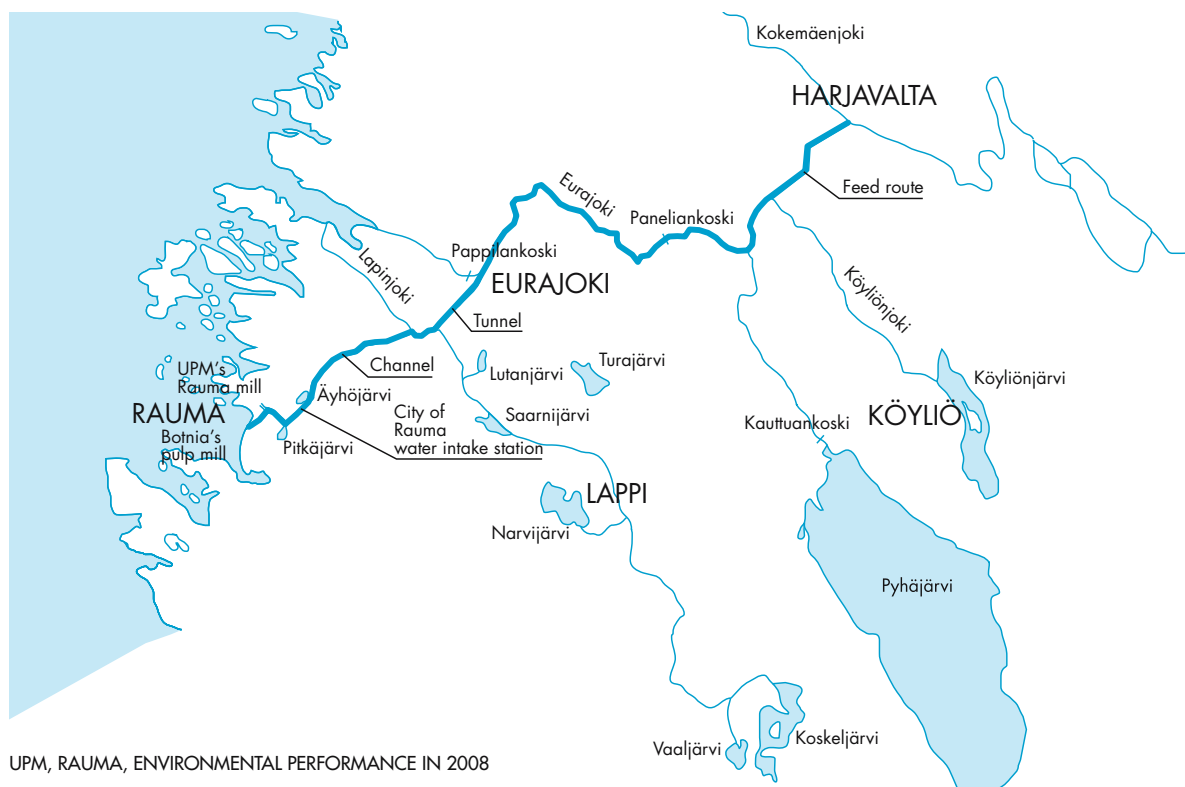 Kokemäenjoki
HARJAVALTA
Feed route
Eurajoki
Paneliankoski
Pappilankoski
EURAJOKI
Lapinjoki
Köyliönjoki
Tunnel
Channel
Lutanjärvi
Turajärvi
Köyliönjärvi
UPM's
Rauma mill
Äyhöjärvi
RAUMA
City of
Rauma
water intake station
Saarnijärvi
KÖYLIÖ
Kauttuankoski
Botnia's
pulp mill
Pitkäjärvi
LAPPI
Narvijärvi
Pyhäjärvi
Vaaljärvi
Koskeljärvi
UPM, RAUMA, ENVIRONMENTAL PERFORMANCE IN 2008